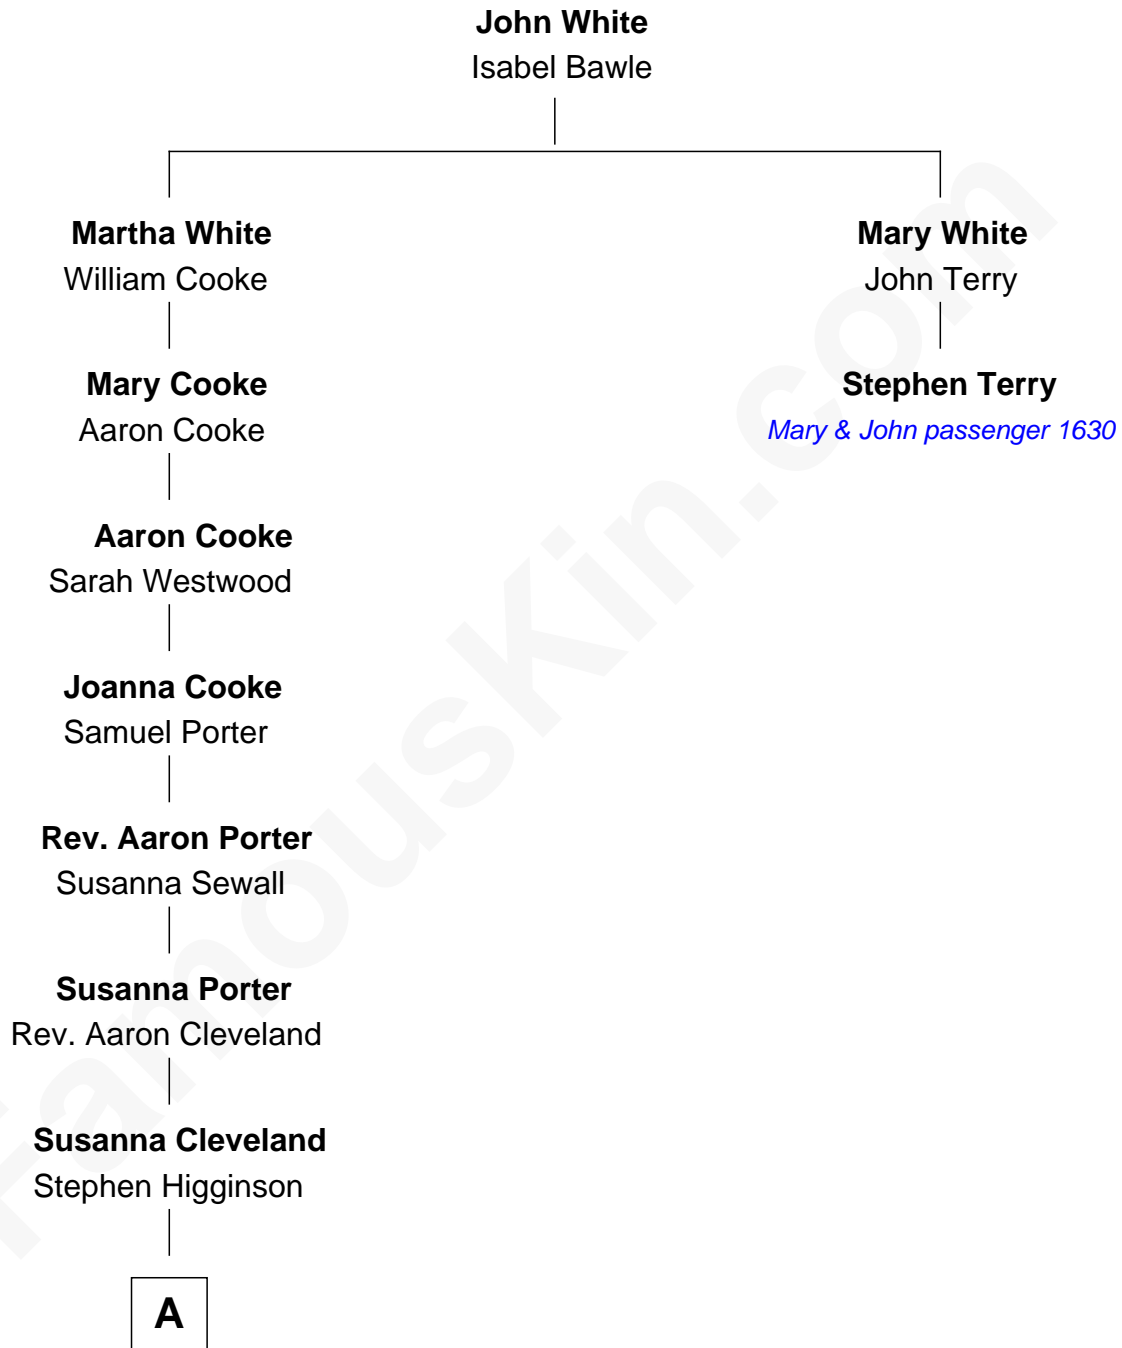 John White
Isabel Bawle
Martha White
William Cooke
Mary White
John Terry
Mary Cooke
Aaron Cooke
Stephen Terry
Mary & John passenger 1630
Aaron Cooke
Sarah Westwood
Joanna Cooke
Samuel Porter
Rev. Aaron Porter
Susanna Sewall
Susanna Porter
Rev. Aaron Cleveland
Susanna Cleveland
Stephen Higginson
A
FamousKin.com